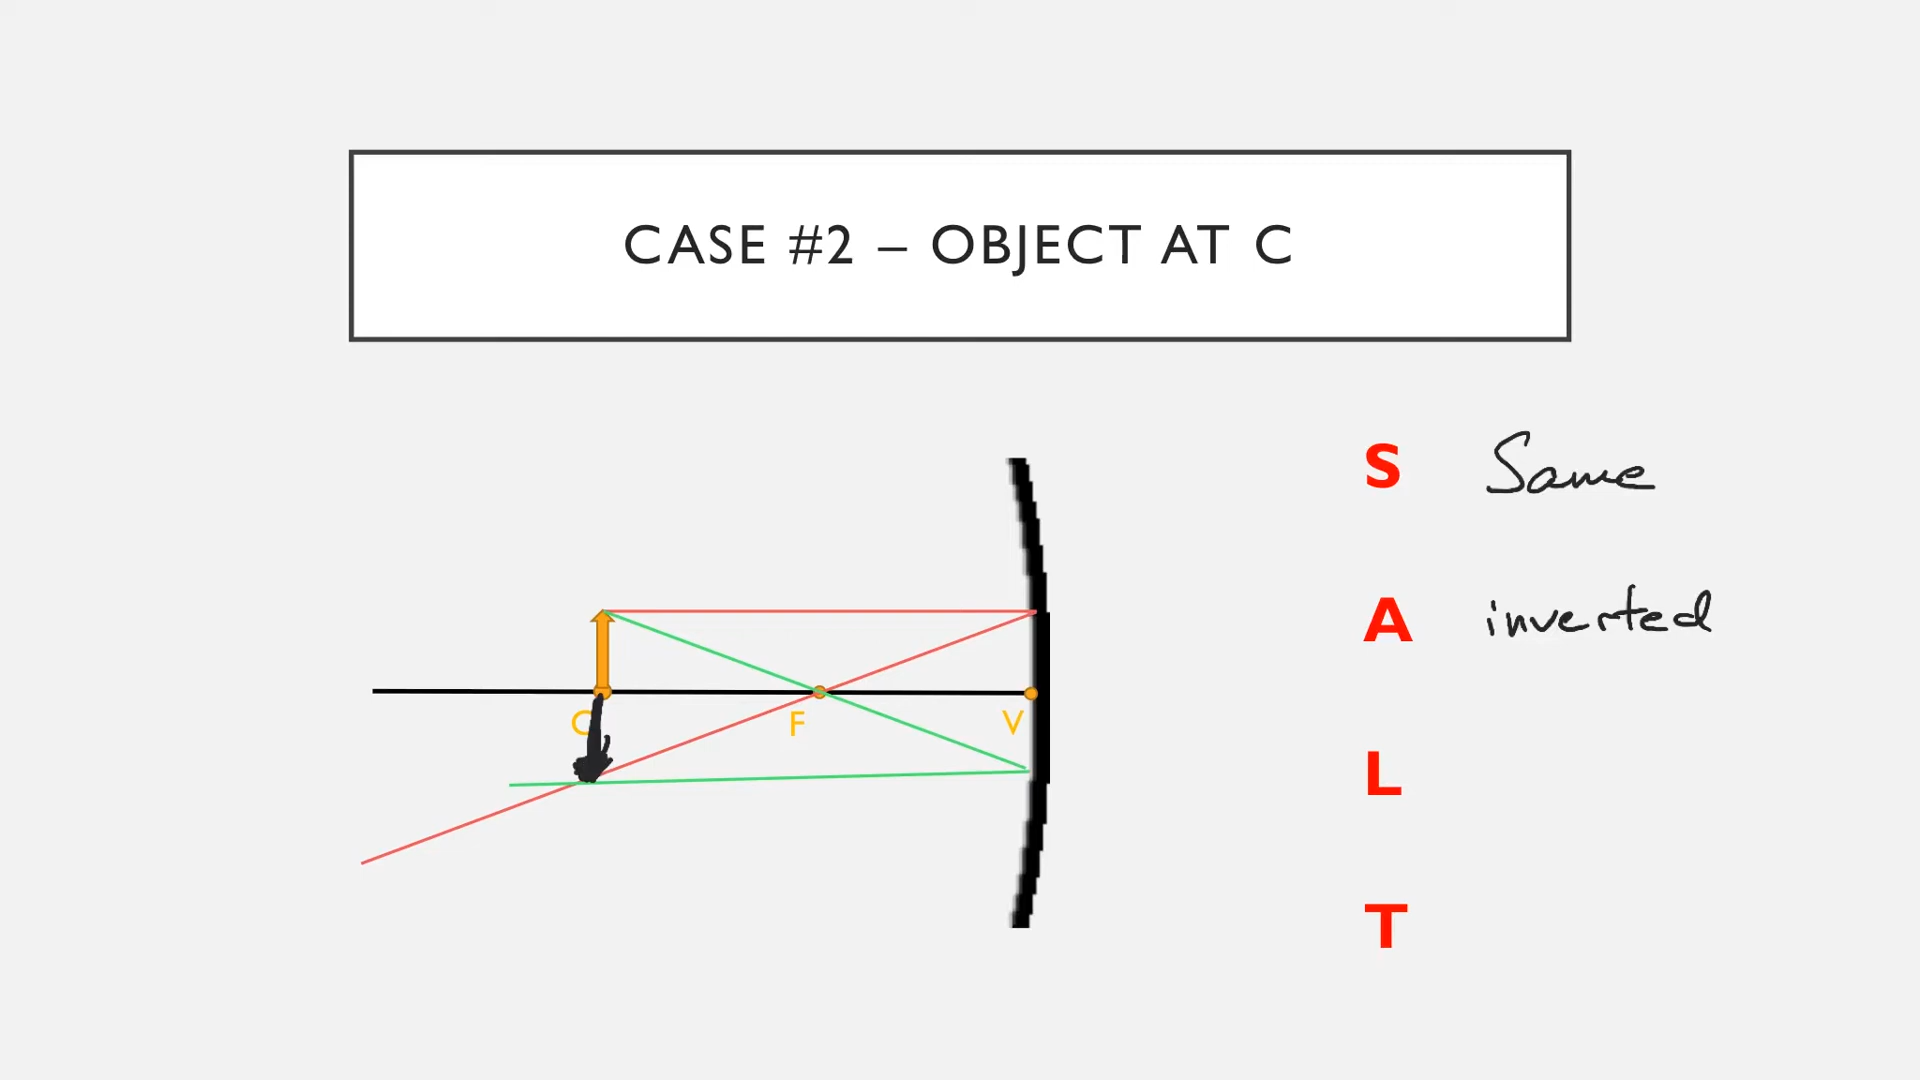 CASE #2 – OBJECT AT C
S Same
A inverted
C F V
L
T